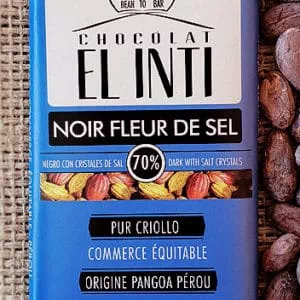 BEAN TO BAR
CHOCOLAT
EL INTI
NOIR FLEUR DE SEL
NEGRO CON CRISTALES DE SAL 70% DARK WITH SALT CRYSTALS
PUR CRIOLLO
COMMERCE ÉQUITABLE
ORIGINE PANGOA PÉROU